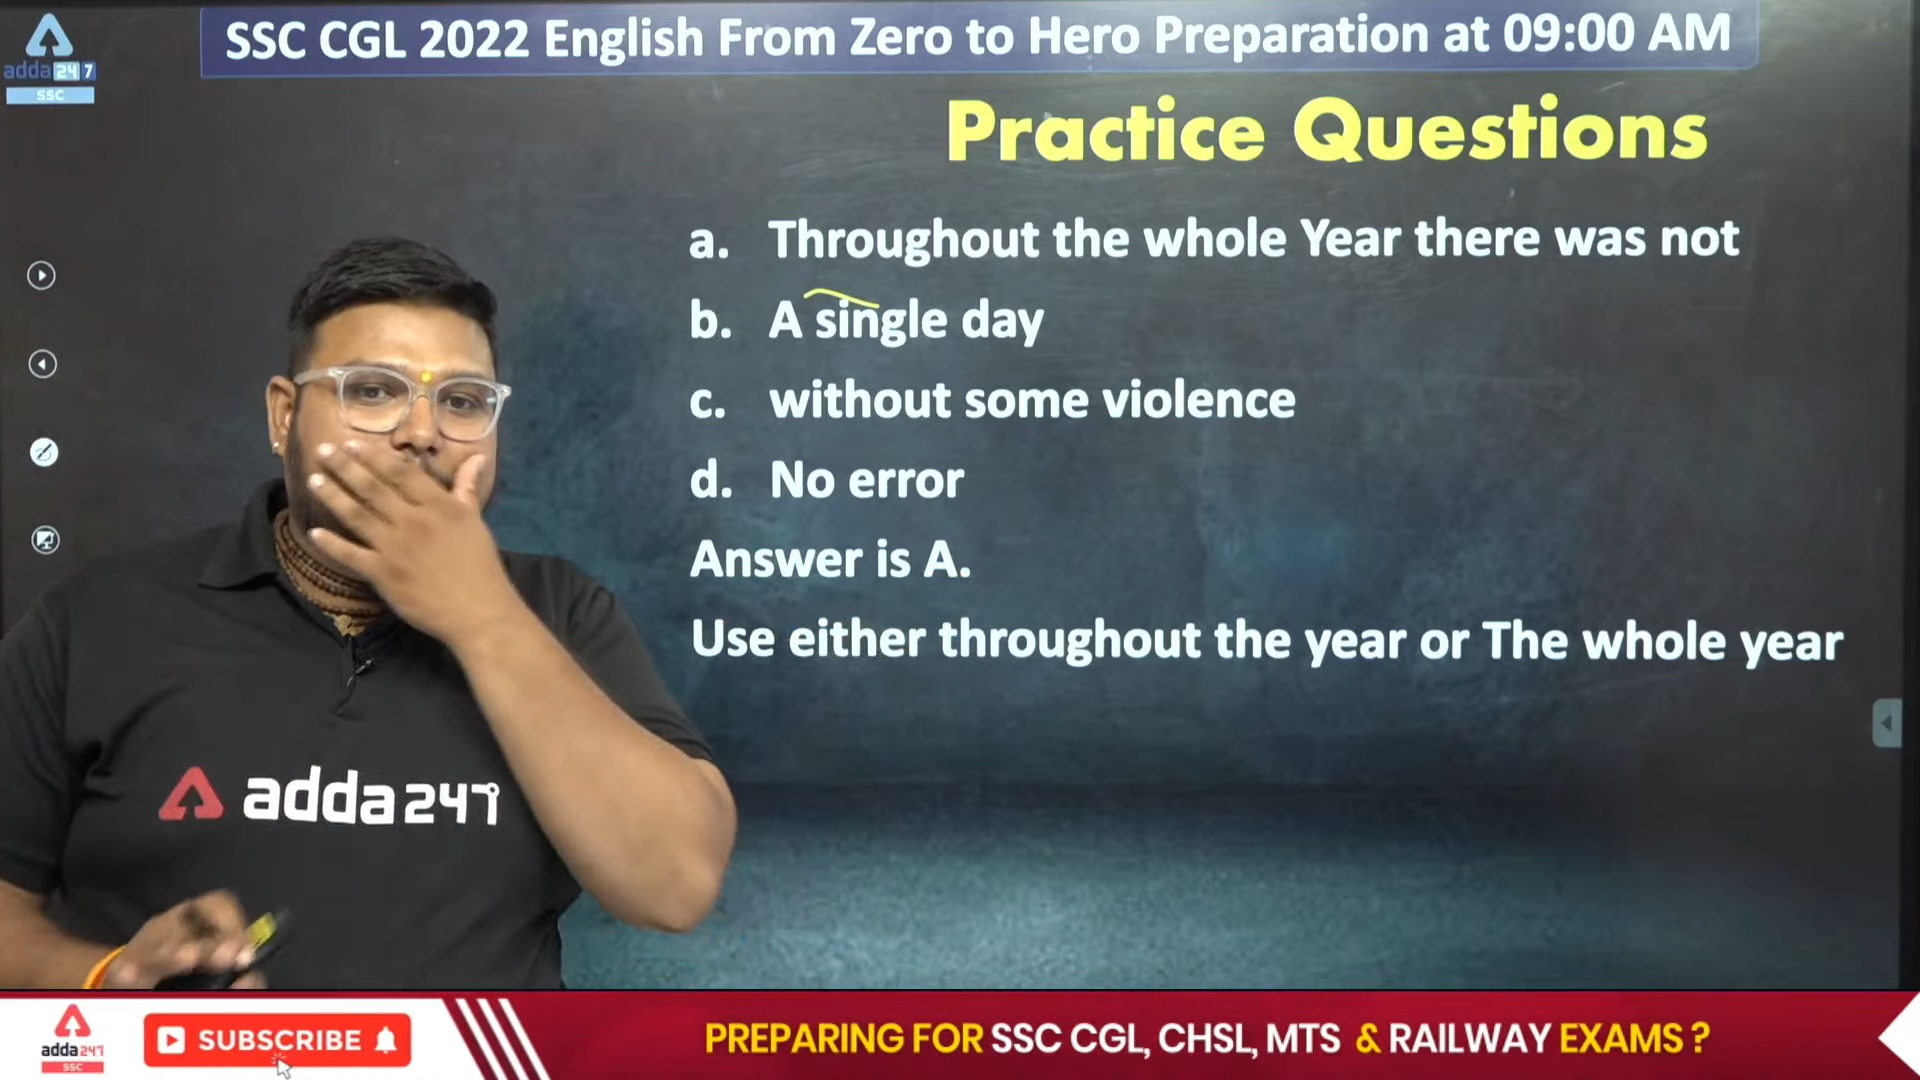 adda247
SSC
SSC CGL 2022 English From Zero to Hero Preparation at 09:00 AM
Practice Questions
a. Throughout the whole Year there was not
b. A single day
c. without some violence
d. No error
Answer is A.
Use either throughout the year or The whole year
adda247
adda247
SSC
SUBSCRIBE
PREPARING FOR SSC CGL, CHSL, MTS & RAILWAY EXAMS ?